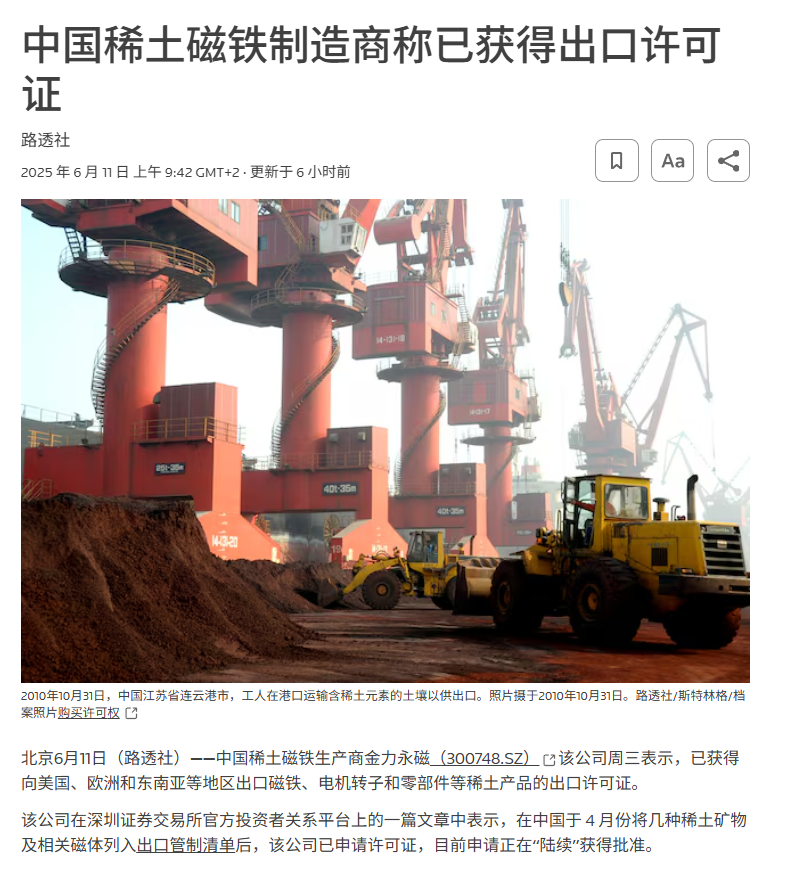 中国稀土磁铁制造商称已获得出口许可
证
路透社
2025 年 6 月 11 日 上午 9:42 GMT+2 · 更新于 6 小时前
Aa
14-131-18
14-01-17
25t-35m
40t-35m
40t-35m
14-13-20
2010年10月31日，中国江苏省连云港市，工人在港口运输含稀土元素的土壤以供出口。照片摄于2010年10月31日。路透社/斯特林格/档
案照片购买许可权
北京6月11日（路透社）——中国稀土磁铁生产商金力永磁（300748.SZ）该公司周三表示，已获得
向美国、欧洲和东南亚等地区出口磁铁、电机转子和零部件等稀土产品的出口许可证。
该公司在深圳证券交易所官方投资者关系平台上的一篇文章中表示，在中国于 4 月份将几种稀土矿物
及相关磁体列入出口管制清单后，该公司已申请许可证，目前申请正在“陆续”获得批准。